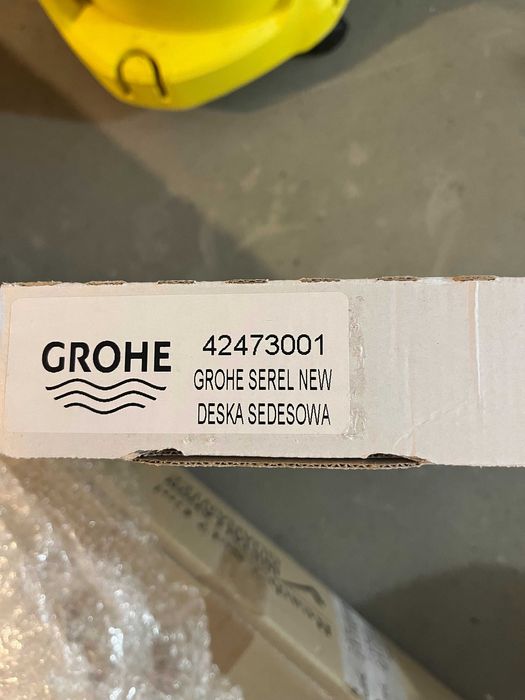 GROHE
42473001
GROHE SEREL NEW
DESKA SEDESOWA